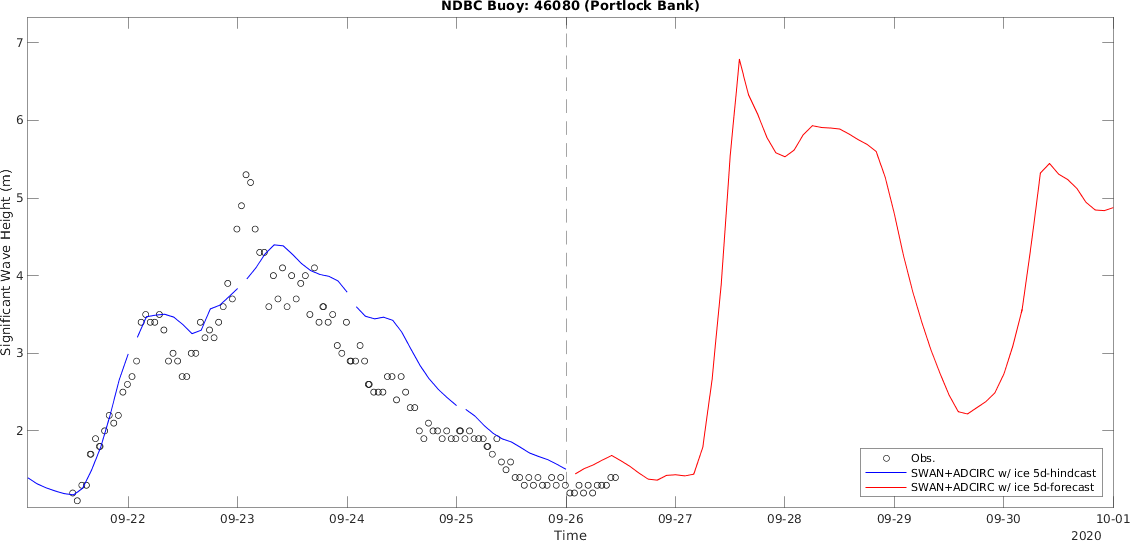 NDBC Buoy: 46080 (Portlock Bank)
7
6
5
4
3
2
Significant Wave Height (m)
Obs.
SWAN+ADCIRC w/ ice 5d-hindcast
SWAN+ADCIRC w/ ice 5d-forecast
09-22 09-23 09-24 09-25 09-26 09-27 09-28 09-29 09-30 10-01
Time
2020